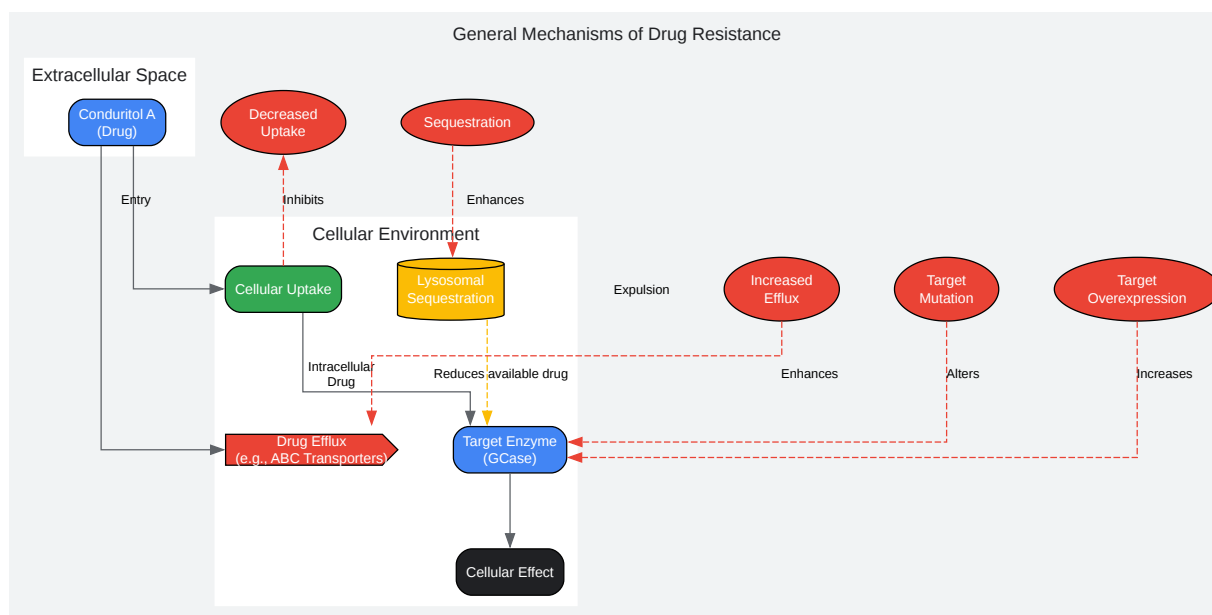 General Mechanisms of Drug Resistance
Extracellular Space
Conduritol A
(Drug)
Decreased
Uptake
Sequestration
Entry
Inhibits
Enhances
Cellular Environment
Cellular Uptake
Lysosomal
Sequestration
Expulsion
Increased
Efflux
Target
Mutation
Target
Overexpression
Intracellular
Drug
Reduces available drug
Enhances
Alters
Increases
Drug Efflux
(e.g., ABC Transporters)
Target Enzyme
(GCase)
Cellular Effect